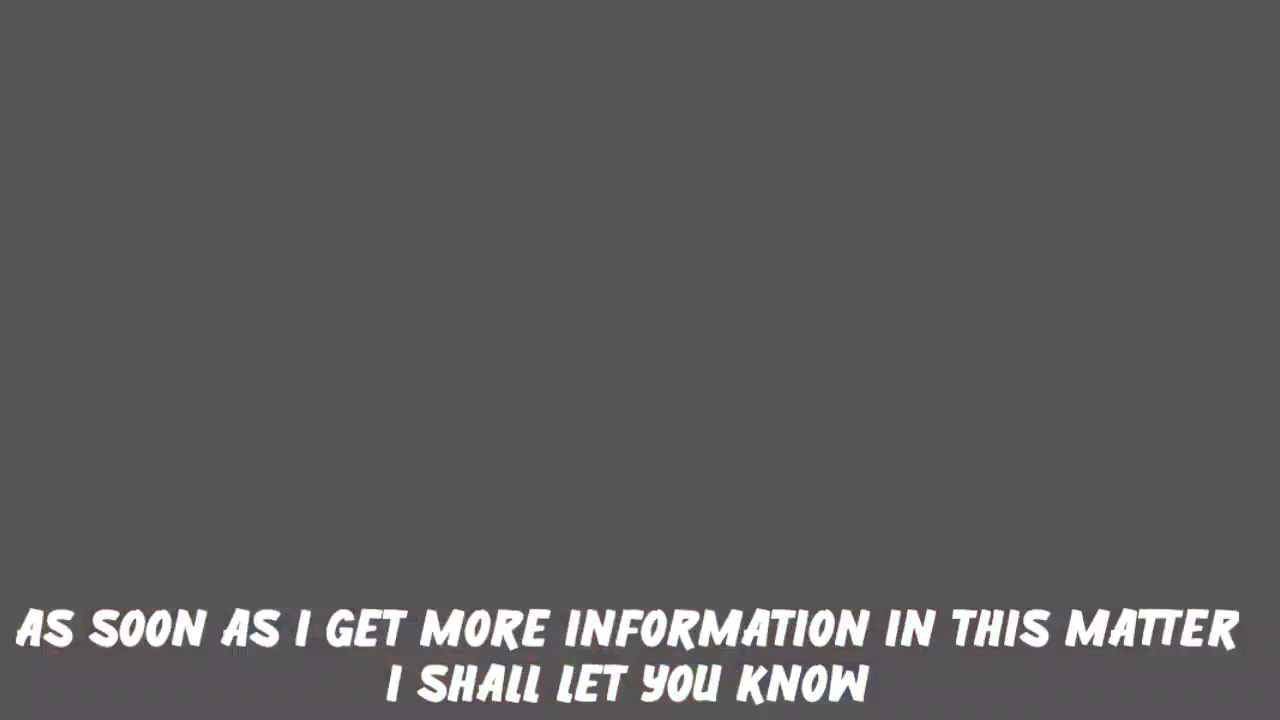 AS SOON AS I GET MORE INFORMATION IN THIS MATTER
I SHALL LET YOU KNOW